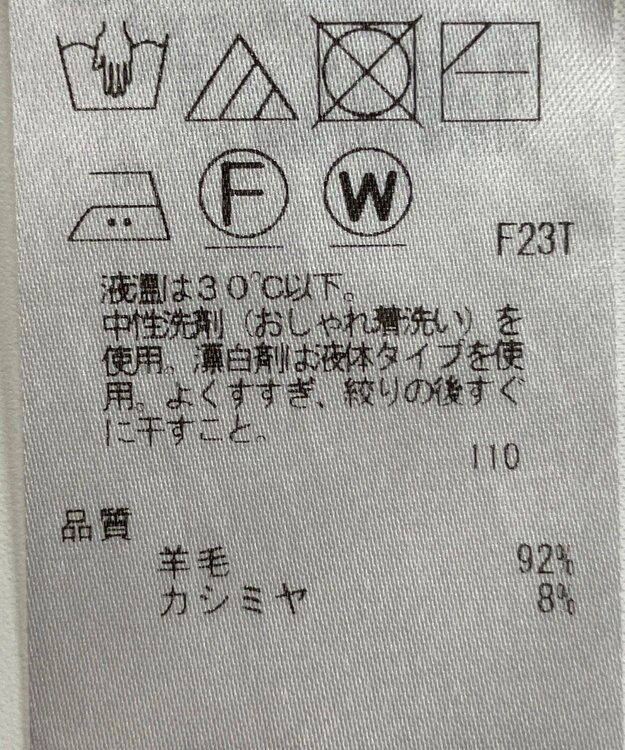 F
W
F23T
液温は30℃以下。
中性洗剤（おしゃれ着洗い）を
使用。漂白剤は液体タイプを使
用。よくすすぎ、絞りの後すぐ
に干すこと。
110
品質
羊毛 92%
カシミヤ 8%